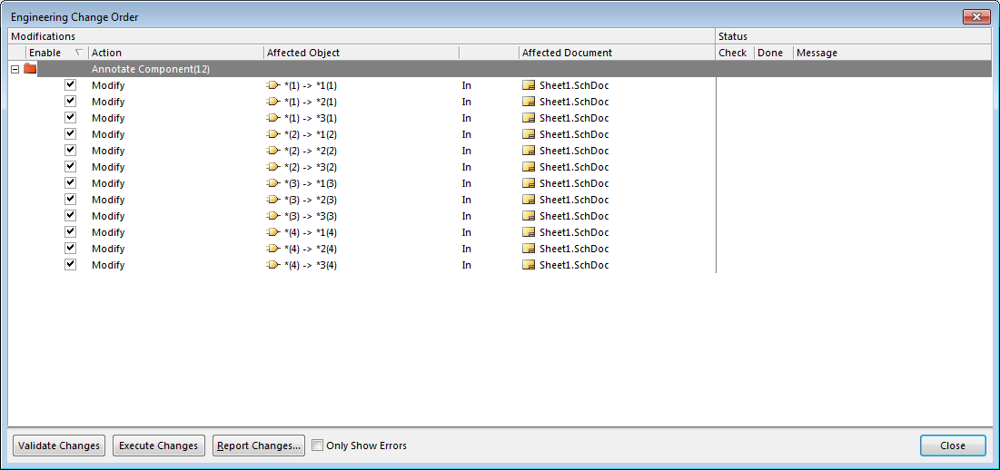 Engineering Change Order
Modifications Status
Enable Action Affected Object Affected Document Check Done Message
Annotate Component(12)
Modify *(1) -> *1(1) In Sheet1.SchDoc
Modify *(1) -> *2(1) In Sheet1.SchDoc
Modify *(1) -> *3(1) In Sheet1.SchDoc
Modify *(2) -> *1(2) In Sheet1.SchDoc
Modify *(2) -> *2(2) In Sheet1.SchDoc
Modify *(2) -> *3(2) In Sheet1.SchDoc
Modify *(3) -> *1(3) In Sheet1.SchDoc
Modify *(3) -> *2(3) In Sheet1.SchDoc
Modify *(3) -> *3(3) In Sheet1.SchDoc
Modify *(4) -> *1(4) In Sheet1.SchDoc
Modify *(4) -> *2(4) In Sheet1.SchDoc
Modify *(4) -> *3(4) In Sheet1.SchDoc
Validate Changes Execute Changes Report Changes... Only Show Errors Close